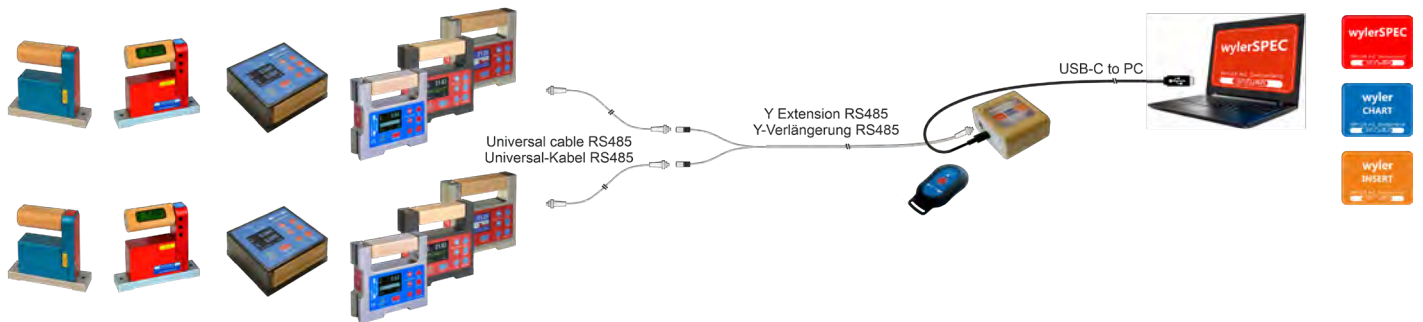 USB-C to PC
Y Extension RS485
Y-Verlängerung RS485
Universal cable RS485
Universal-Kabel RS485
wylerSPEC
wylerSPEC
wyler
CHART
wyler
INSERT